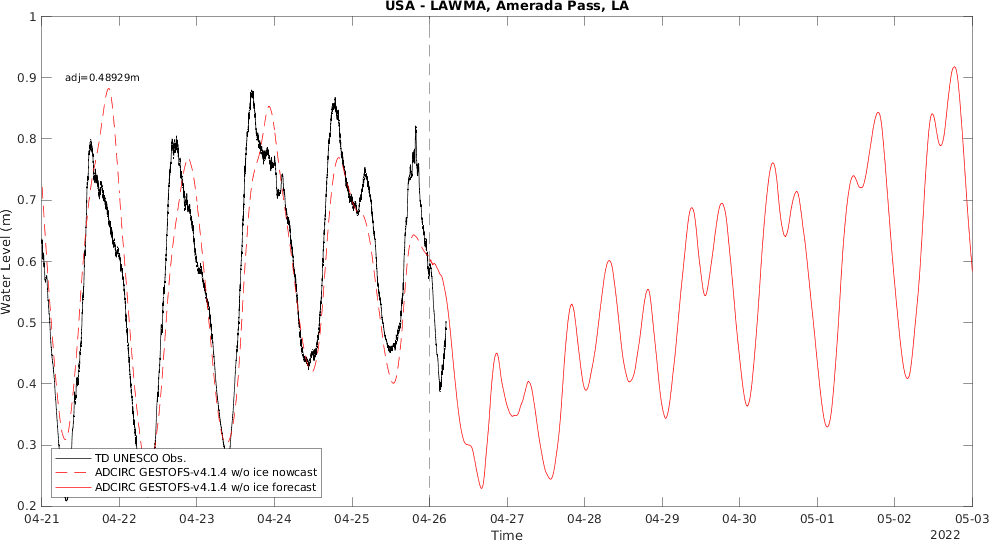 USA - LAWMA, Amerada Pass, LA
adj=0.48929m
Water Level (m)
1
0.9
0.8
0.7
0.6
0.5
0.4
0.3
0.2
TD UNESCO Obs.
ADCIRC GESTOFS-v4.1.4 w/o ice nowcast
ADCIRC GESTOFS-v4.1.4 w/o ice forecast
04-21 04-22 04-23 04-24 04-25 04-26 04-27 04-28 04-29 04-30 05-01 05-02 05-03
Time
2022